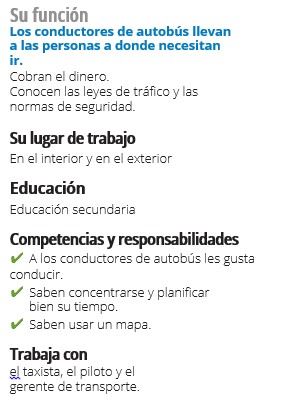 Su función
Los conductores de autobús llevan
a las personas a donde necesitan
ir.
Cobran el dinero.
Conocen las leyes de tráfico y las
normas de seguridad.
Su lugar de trabajo
En el interior y en el exterior
Educación
Educación secundaria
Competencias y responsabilidades
✔ A los conductores de autobús les gusta
conducir.
✔ Saben concentrarse y planificar
bien su tiempo.
✔ Saben usar un mapa.
Trabaja con
el taxista, el piloto y el
gerente de transporte.